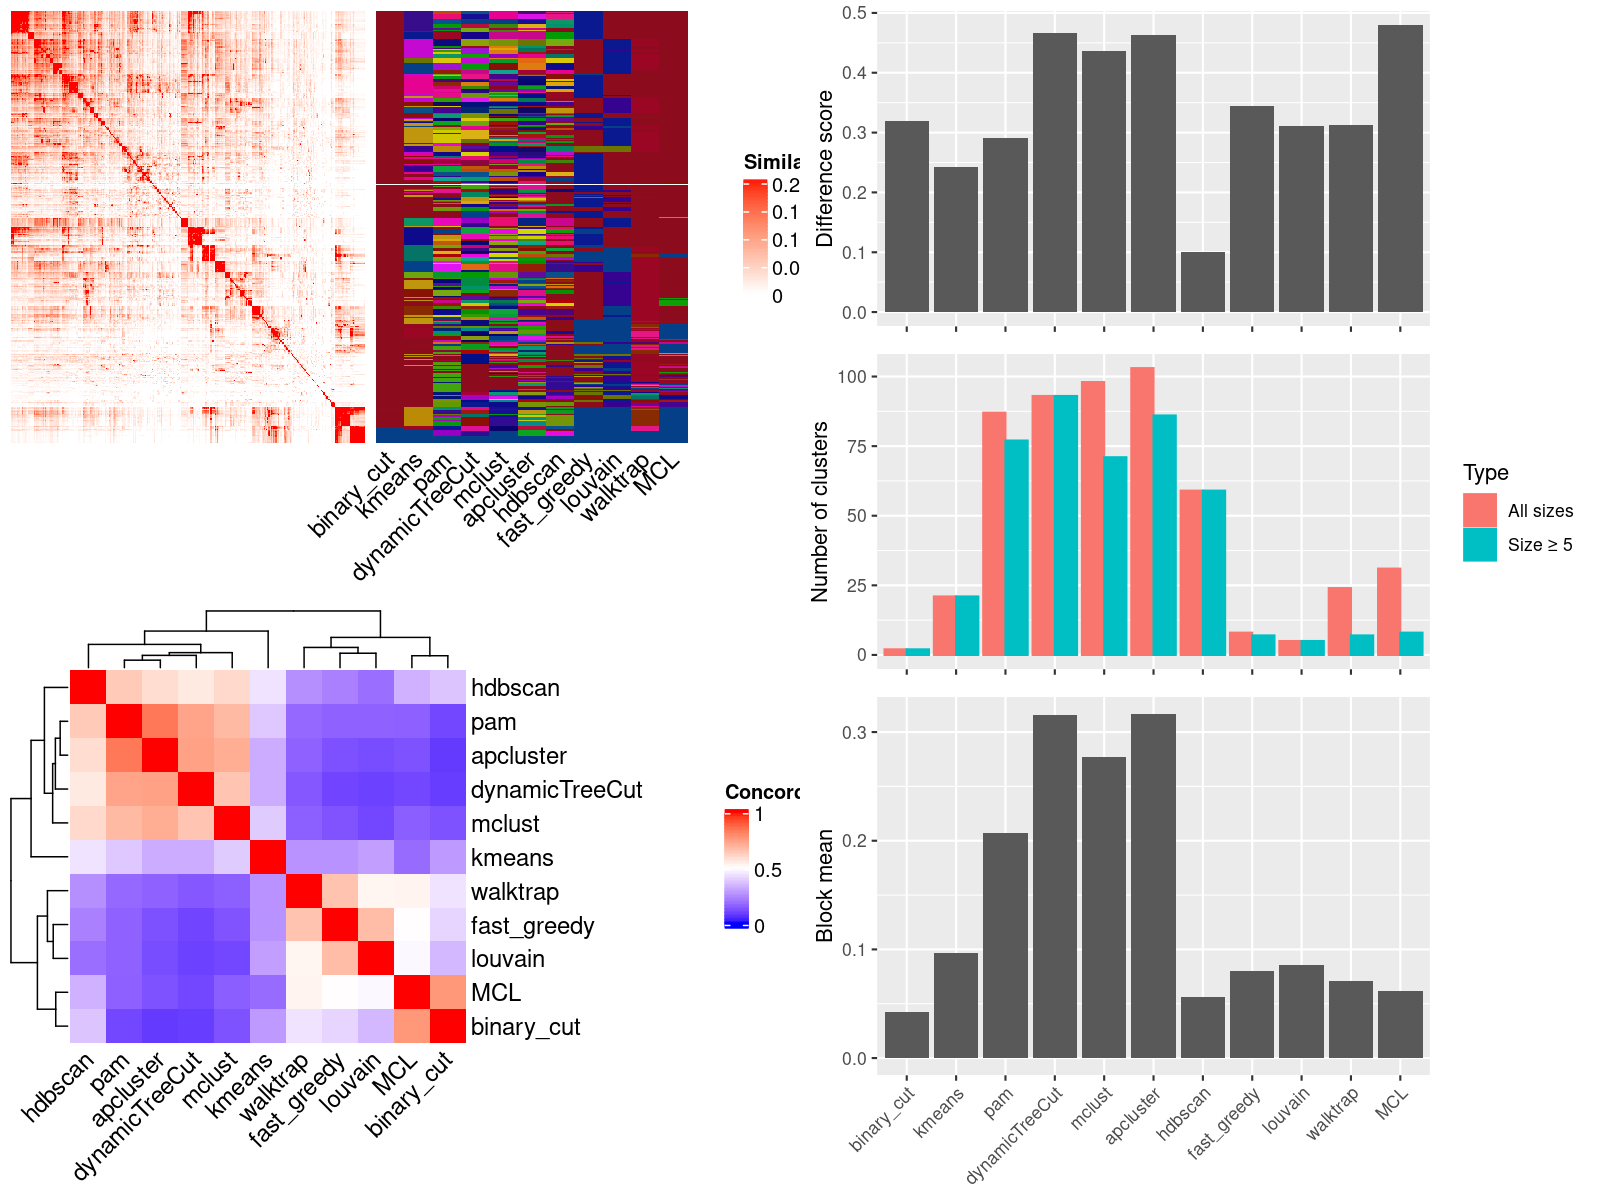 Simila
0.2
0.1
0.1
0.0
0
binary_cut
kmeans
pam
dynamicTreeCut
mclust
apcluster
hdbscan
fast_greedy
louvain
walktrap
MCL
hdbscan
pam
apcluster
dynamicTreeCut
mclust
kmeans
walktrap
fast_greedy
louvain
MCL
binary_cut
Concord
1
0.5
0
hdbscan
pam
apcluster
dynamicTreeCut
mclust
kmeans
walktrap
fast_greedy
louvain
MCL
binary_cut
Difference score
0.5
0.4
0.3
0.2
0.1
0.0
Number of clusters
100
75
50
25
0
Type
All sizes
Size ≥ 5
Block mean
0.3
0.2
0.1
0.0
binary_cut
kmeans
pam
dynamicTreeCut
mclust
apcluster
hdbscan
fast_greedy
louvain
walktrap
MCL